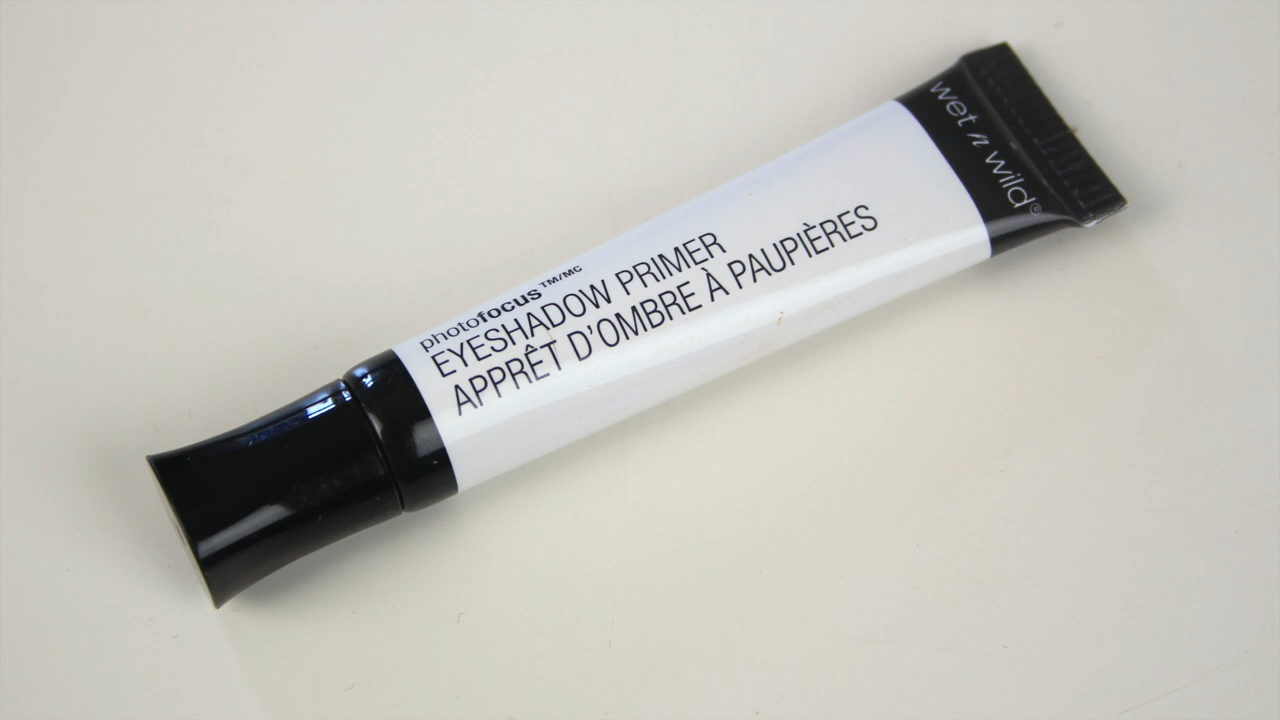 photofocus™/MC
EYESHADOW PRIMER
APPRÊT D'OMBRE À PAUPIÈRES
wet n wild®